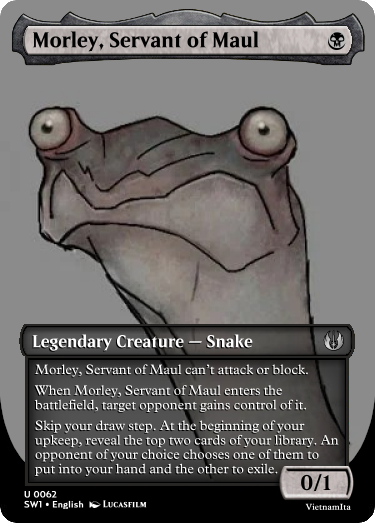 Morley, Servant of Maul
Legendary Creature — Snake
Morley, Servant of Maul can't attack or block.
When Morley, Servant of Maul enters the
battlefield, target opponent gains control of it.
Skip your draw step. At the beginning of your
upkeep, reveal the top two cards of your library. An
opponent of your choice chooses one of them to
put into your hand and the other to exile.
0/1
U 0062
SW1 • English LUCASFILM
VietnamIta